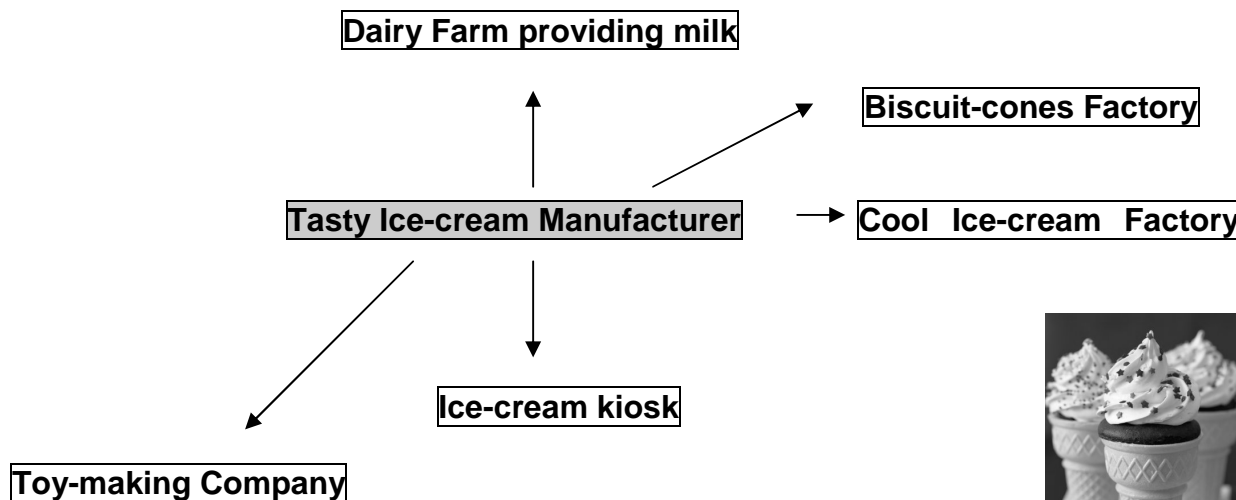 Dairy Farm providing milk
Biscuit-cones Factory
Tasty Ice-cream Manufacturer
Cool Ice-cream Factory
Ice-cream kiosk
Toy-making Company